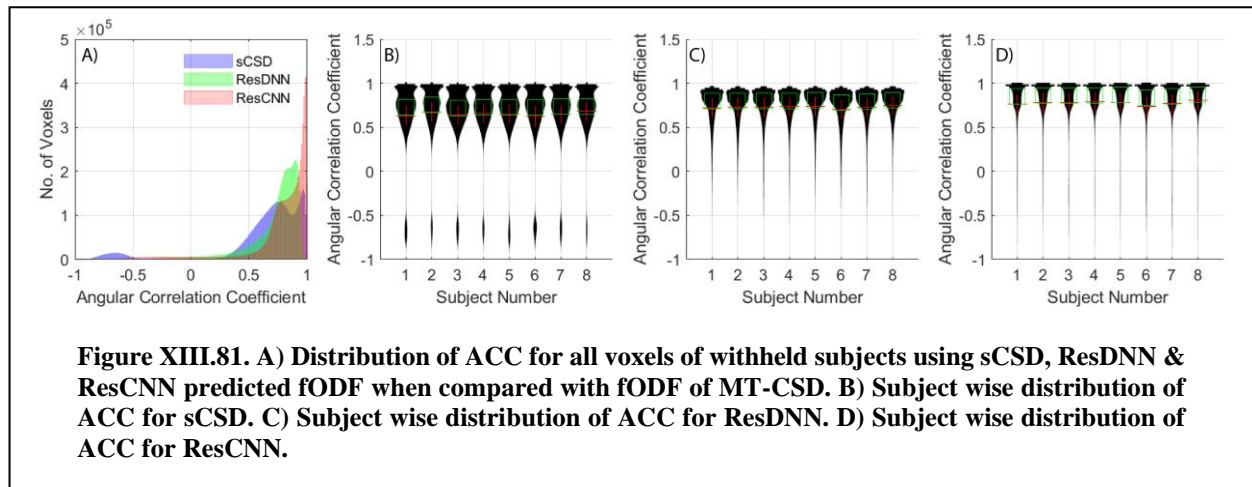 ×10⁵
A)
5
4
3
2
1
0
No. of Voxels
sCSD
ResDNN
ResCNN
-1 -0.5 0 0.5 1
Angular Correlation Coefficient
B)
1.5
1
0.5
0
-0.5
-1
Angular Correlation Coefficient
1 2 3 4 5 6 7 8
Subject Number
C)
1.5
1
0.5
0
-0.5
-1
Angular Correlation Coefficient
1 2 3 4 5 6 7 8
Subject Number
D)
1.5
1
0.5
0
-0.5
-1
Angular Correlation Coefficient
1 2 3 4 5 6 7 8
Subject Number
Figure XIII.81. A) Distribution of ACC for all voxels of withheld subjects using sCSD, ResDNN &
ResCNN predicted fODF when compared with fODF of MT-CSD. B) Subject wise distribution of
ACC for sCSD. C) Subject wise distribution of ACC for ResDNN. D) Subject wise distribution of
ACC for ResCNN.